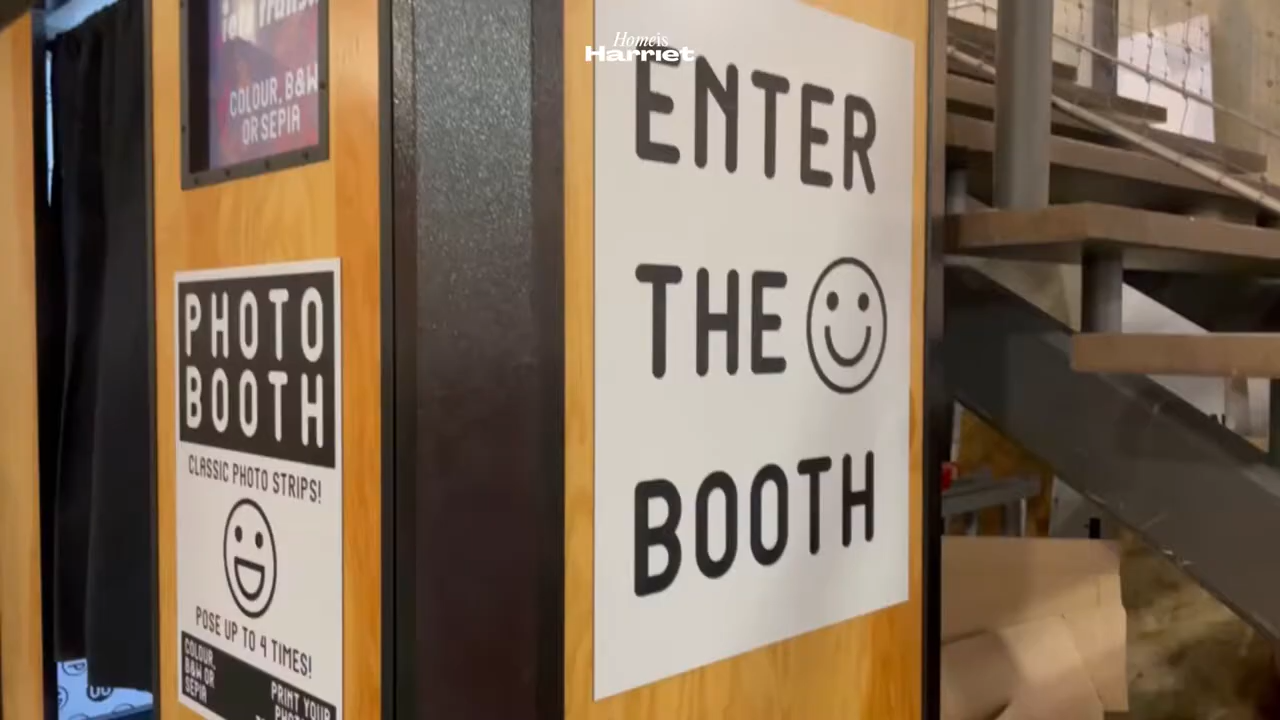 Homeis
Harriet
COLOUR, B&W
OR SEPIA
PHOTO
BOOTH
CLASSIC PHOTO STRIPS!
POSE UP TO 4 TIMES!
COLOUR,
B&W OR
SEPIA
PRINT YOUR
ENTER
THE
BOOTH